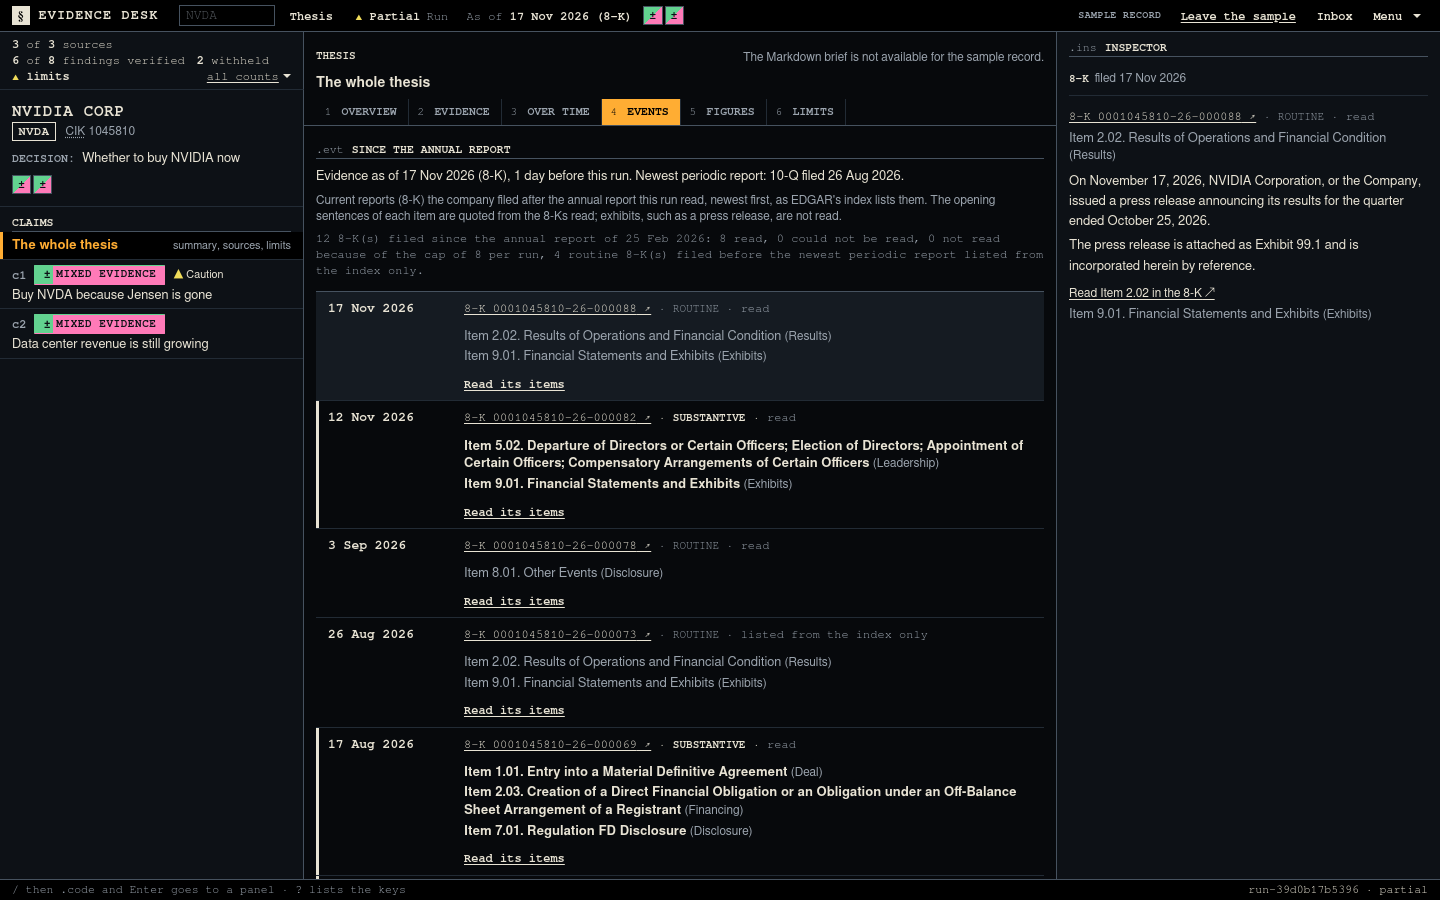 § EVIDENCE DESK NVDA Thesis ▲ Partial Run As of 17 Nov 2026 (8-K) ± ± SAMPLE RECORD Leave the sample Inbox Menu
3 of 3 sources
6 of 8 findings verified 2 withheld
▲ limits all counts
NVIDIA CORP
NVDA CIK 1045810
DECISION: Whether to buy NVIDIA now
± ±
CLAIMS
The whole thesis summary, sources, limits
c1 ± MIXED EVIDENCE ▲ Caution
Buy NVDA because Jensen is gone
c2 ± MIXED EVIDENCE
Data center revenue is still growing
THESIS The Markdown brief is not available for the sample record.
The whole thesis
1 OVERVIEW 2 EVIDENCE 3 OVER TIME 4 EVENTS 5 FIGURES 6 LIMITS
.evt SINCE THE ANNUAL REPORT
Evidence as of 17 Nov 2026 (8-K), 1 day before this run. Newest periodic report: 10-Q filed 26 Aug 2026.
Current reports (8-K) the company filed after the annual report this run read, newest first, as EDGAR's index lists them. The opening
sentences of each item are quoted from the 8-Ks read; exhibits, such as a press release, are not read.
12 8-K(s) filed since the annual report of 25 Feb 2026: 8 read, 0 could not be read, 0 not read
because of the cap of 8 per run, 4 routine 8-K(s) filed before the newest periodic report listed from
the index only.
17 Nov 2026 8-K 0001045810-26-000088 ↗ · ROUTINE · read
Item 2.02. Results of Operations and Financial Condition (Results)
Item 9.01. Financial Statements and Exhibits (Exhibits)
Read its items
12 Nov 2026 8-K 0001045810-26-000082 ↗ · SUBSTANTIVE · read
Item 5.02. Departure of Directors or Certain Officers; Election of Directors; Appointment of
Certain Officers; Compensatory Arrangements of Certain Officers (Leadership)
Item 9.01. Financial Statements and Exhibits (Exhibits)
Read its items
3 Sep 2026 8-K 0001045810-26-000078 ↗ · ROUTINE · read
Item 8.01. Other Events (Disclosure)
Read its items
26 Aug 2026 8-K 0001045810-26-000073 ↗ · ROUTINE · listed from the index only
Item 2.02. Results of Operations and Financial Condition (Results)
Item 9.01. Financial Statements and Exhibits (Exhibits)
Read its items
17 Aug 2026 8-K 0001045810-26-000069 ↗ · SUBSTANTIVE · read
Item 1.01. Entry into a Material Definitive Agreement (Deal)
Item 2.03. Creation of a Direct Financial Obligation or an Obligation under an Off-Balance
Sheet Arrangement of a Registrant (Financing)
Item 7.01. Regulation FD Disclosure (Disclosure)
Read its items
.ins INSPECTOR
8-K filed 17 Nov 2026
8-K 0001045810-26-000088 ↗ · ROUTINE · read
Item 2.02. Results of Operations and Financial Condition
(Results)
On November 17, 2026, NVIDIA Corporation, or the Company,
issued a press release announcing its results for the quarter
ended October 25, 2026.
The press release is attached as Exhibit 99.1 and is
incorporated herein by reference.
Read Item 2.02 in the 8-K ↗
Item 9.01. Financial Statements and Exhibits (Exhibits)
/ then .code and Enter goes to a panel · ? lists the keys run-39d0b17b5396 · partial